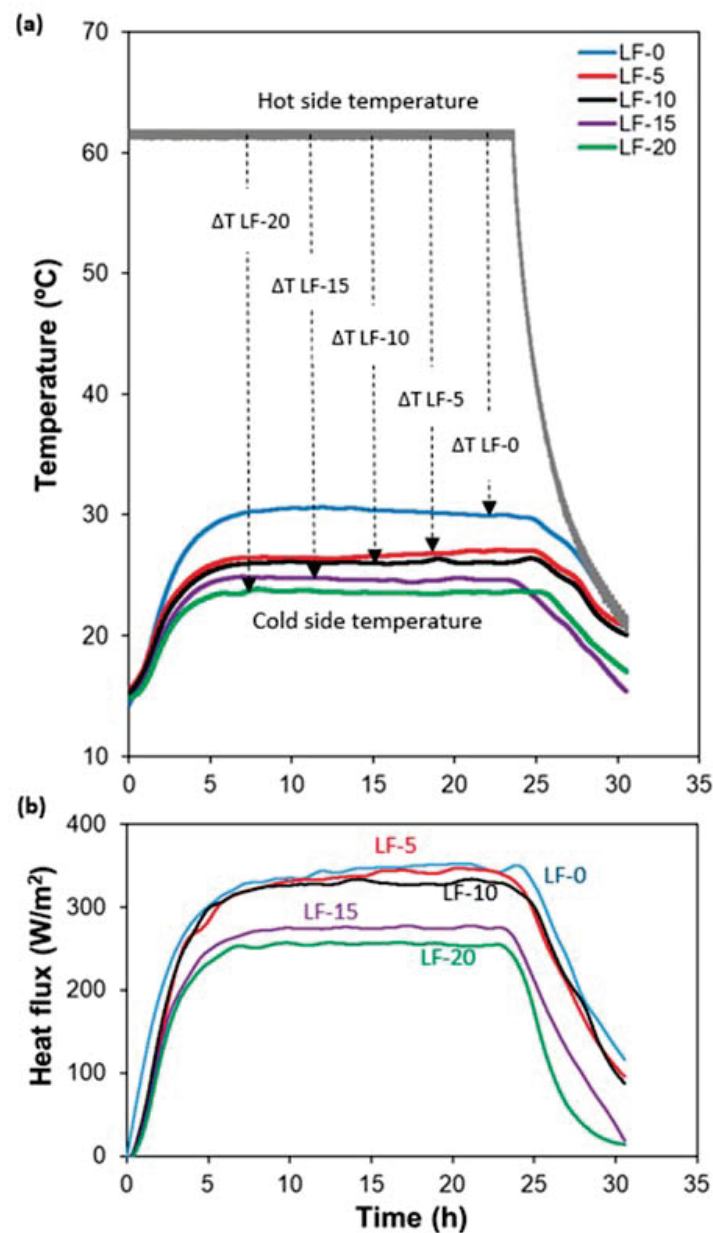 (a)
70
60
50
40
30
20
10
Temperature (ºC)
LF-0
LF-5
LF-10
LF-15
LF-20
Hot side temperature
ΔT LF-20
ΔT LF-15
ΔT LF-10
ΔT LF-5
ΔT LF-0
Cold side temperature
0 5 10 15 20 25 30 35
(b)
400
300
200
100
0
Heat flux (W/m²)
LF-5
LF-0
LF-10
LF-15
LF-20
0 5 10 15 20 25 30 35
Time (h)